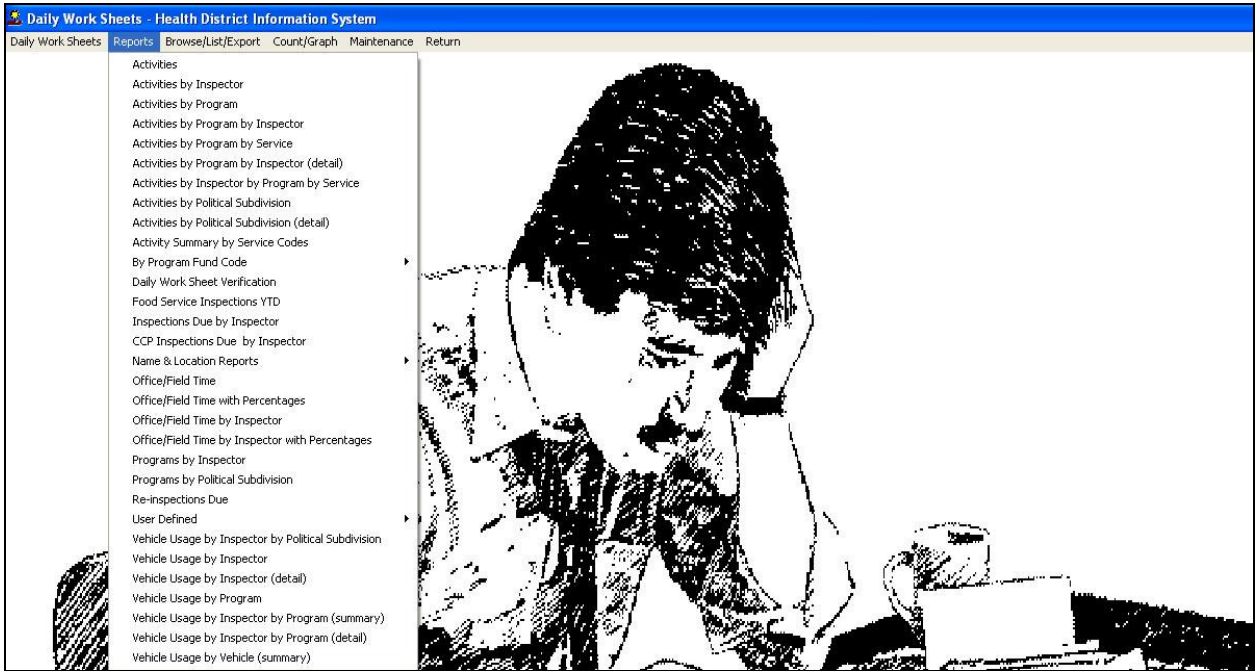 Daily Work Sheets - Health District Information System
Daily Work Sheets Reports Browse/List/Export Count/Graph Maintenance Return
Activities
Activities by Inspector
Activities by Program
Activities by Program by Inspector
Activities by Program by Service
Activities by Program by Inspector (detail)
Activities by Inspector by Program by Service
Activities by Political Subdivision
Activities by Political Subdivision (detail)
Activity Summary by Service Codes
By Program Fund Code
Daily Work Sheet Verification
Food Service Inspections YTD
Inspections Due by Inspector
CCP Inspections Due by Inspector
Name & Location Reports
Office/Field Time
Office/Field Time with Percentages
Office/Field Time by Inspector
Office/Field Time by Inspector with Percentages
Programs by Inspector
Programs by Political Subdivision
Re-inspections Due
User Defined
Vehicle Usage by Inspector by Political Subdivision
Vehicle Usage by Inspector
Vehicle Usage by Inspector (detail)
Vehicle Usage by Program
Vehicle Usage by Inspector by Program (summary)
Vehicle Usage by Inspector by Program (detail)
Vehicle Usage by Vehicle (summary)